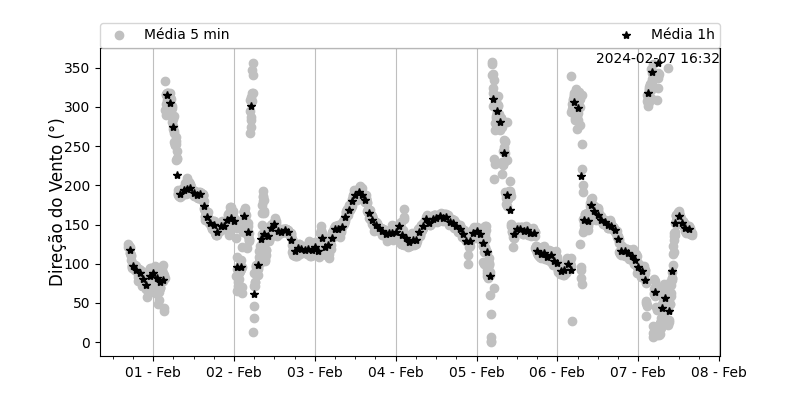 Média 5 min
Média 1h
2024-02-07 16:32
350
300
250
200
150
100
50
0
Direção do Vento (°)
01 - Feb
02 - Feb
03 - Feb
04 - Feb
05 - Feb
06 - Feb
07 - Feb
08 - Feb